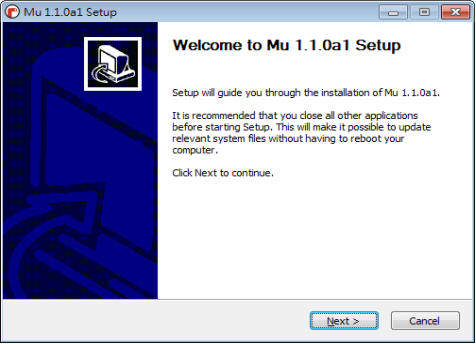 Mu 1.1.0a1 Setup
Welcome to Mu 1.1.0a1 Setup
Setup will guide you through the installation of Mu 1.1.0a1.
It is recommended that you close all other applications
before starting Setup. This will make it possible to update
relevant system files without having to reboot your
computer.
Click Next to continue.
Next >
Cancel